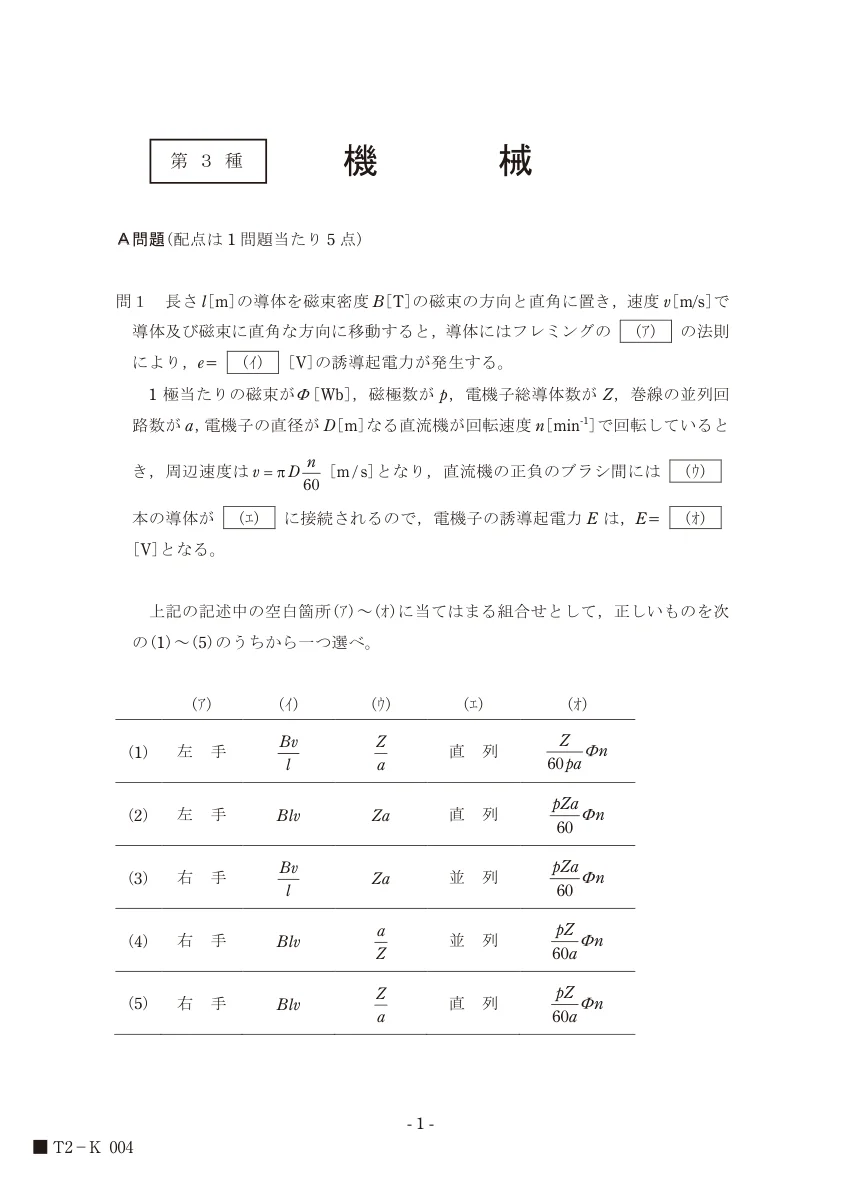 第 3 種 機 械
A問題(配点は1問題当たり5点)
問1 長さl[m]の導体を磁束密度B[T]の磁束の方向と直角に置き，速度v[m/s]で
導体及び磁束に直角な方向に移動すると，導体にはフレミングの (ｱ) の法則
により，e= (ｲ) [V]の誘導起電力が発生する。
1極当たりの磁束がΦ[Wb]，磁極数がp，電機子総導体数がZ，巻線の並列回
路数がa，電機子の直径がD[m]なる直流機が回転速度n[min⁻¹]で回転していると
き，周辺速度はv=πD n/60 [m/s]となり，直流機の正負のブラシ間には (ｳ)
本の導体が (ｴ) に接続されるので，電機子の誘導起電力Eは，E= (ｵ)
[V]となる。
上記の記述中の空白箇所(ｱ)～(ｵ)に当てはまる組合せとして，正しいものを次
の(1)～(5)のうちから一つ選べ。
(ｱ) (ｲ) (ｳ) (ｴ) (ｵ)
(1) 左 手 Bv/l Z/a 直 列 Z/60pa Φn
(2) 左 手 Blv Za 直 列 pZa/60 Φn
(3) 右 手 Bv/l Za 並 列 pZa/60 Φn
(4) 右 手 Blv a/Z 並 列 pZ/60a Φn
(5) 右 手 Blv Z/a 直 列 pZ/60a Φn
- 1 -
■ T2－K 004